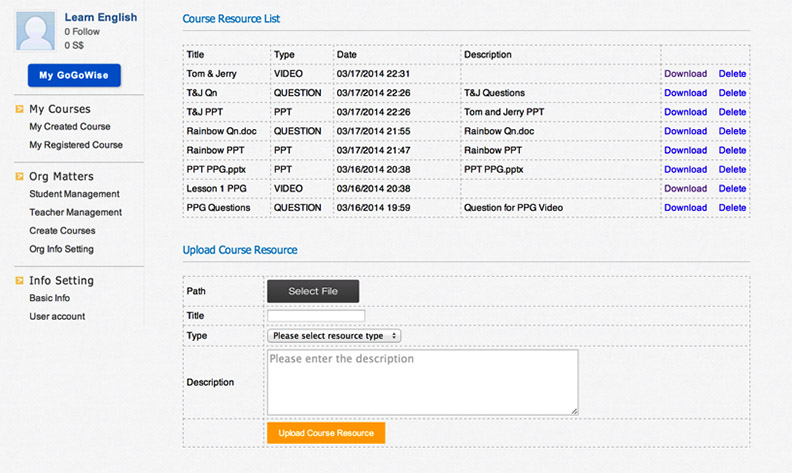 Learn English
0 Follow
0 S$
My GoGoWise
My Courses
My Created Course
My Registered Course
Org Matters
Student Management
Teacher Management
Create Courses
Org Info Setting
Info Setting
Basic Info
User account
Course Resource List
Title Type Date Description
Tom & Jerry VIDEO 03/17/2014 22:31 Download Delete
T&J Qn QUESTION 03/17/2014 22:26 T&J Questions Download Delete
T&J PPT PPT 03/17/2014 22:26 Tom and Jerry PPT Download Delete
Rainbow Qn.doc QUESTION 03/17/2014 21:55 Rainbow Qn.doc Download Delete
Rainbow PPT PPT 03/17/2014 21:47 Rainbow PPT Download Delete
PPT PPG.pptx PPT 03/16/2014 20:38 PPT PPG.pptx Download Delete
Lesson 1 PPG VIDEO 03/16/2014 20:38 Download Delete
PPG Questions QUESTION 03/16/2014 19:59 Question for PPG Video Download Delete
Upload Course Resource
Path Select File
Title
Type Please select resource type
Please enter the description
Description
Upload Course Resource